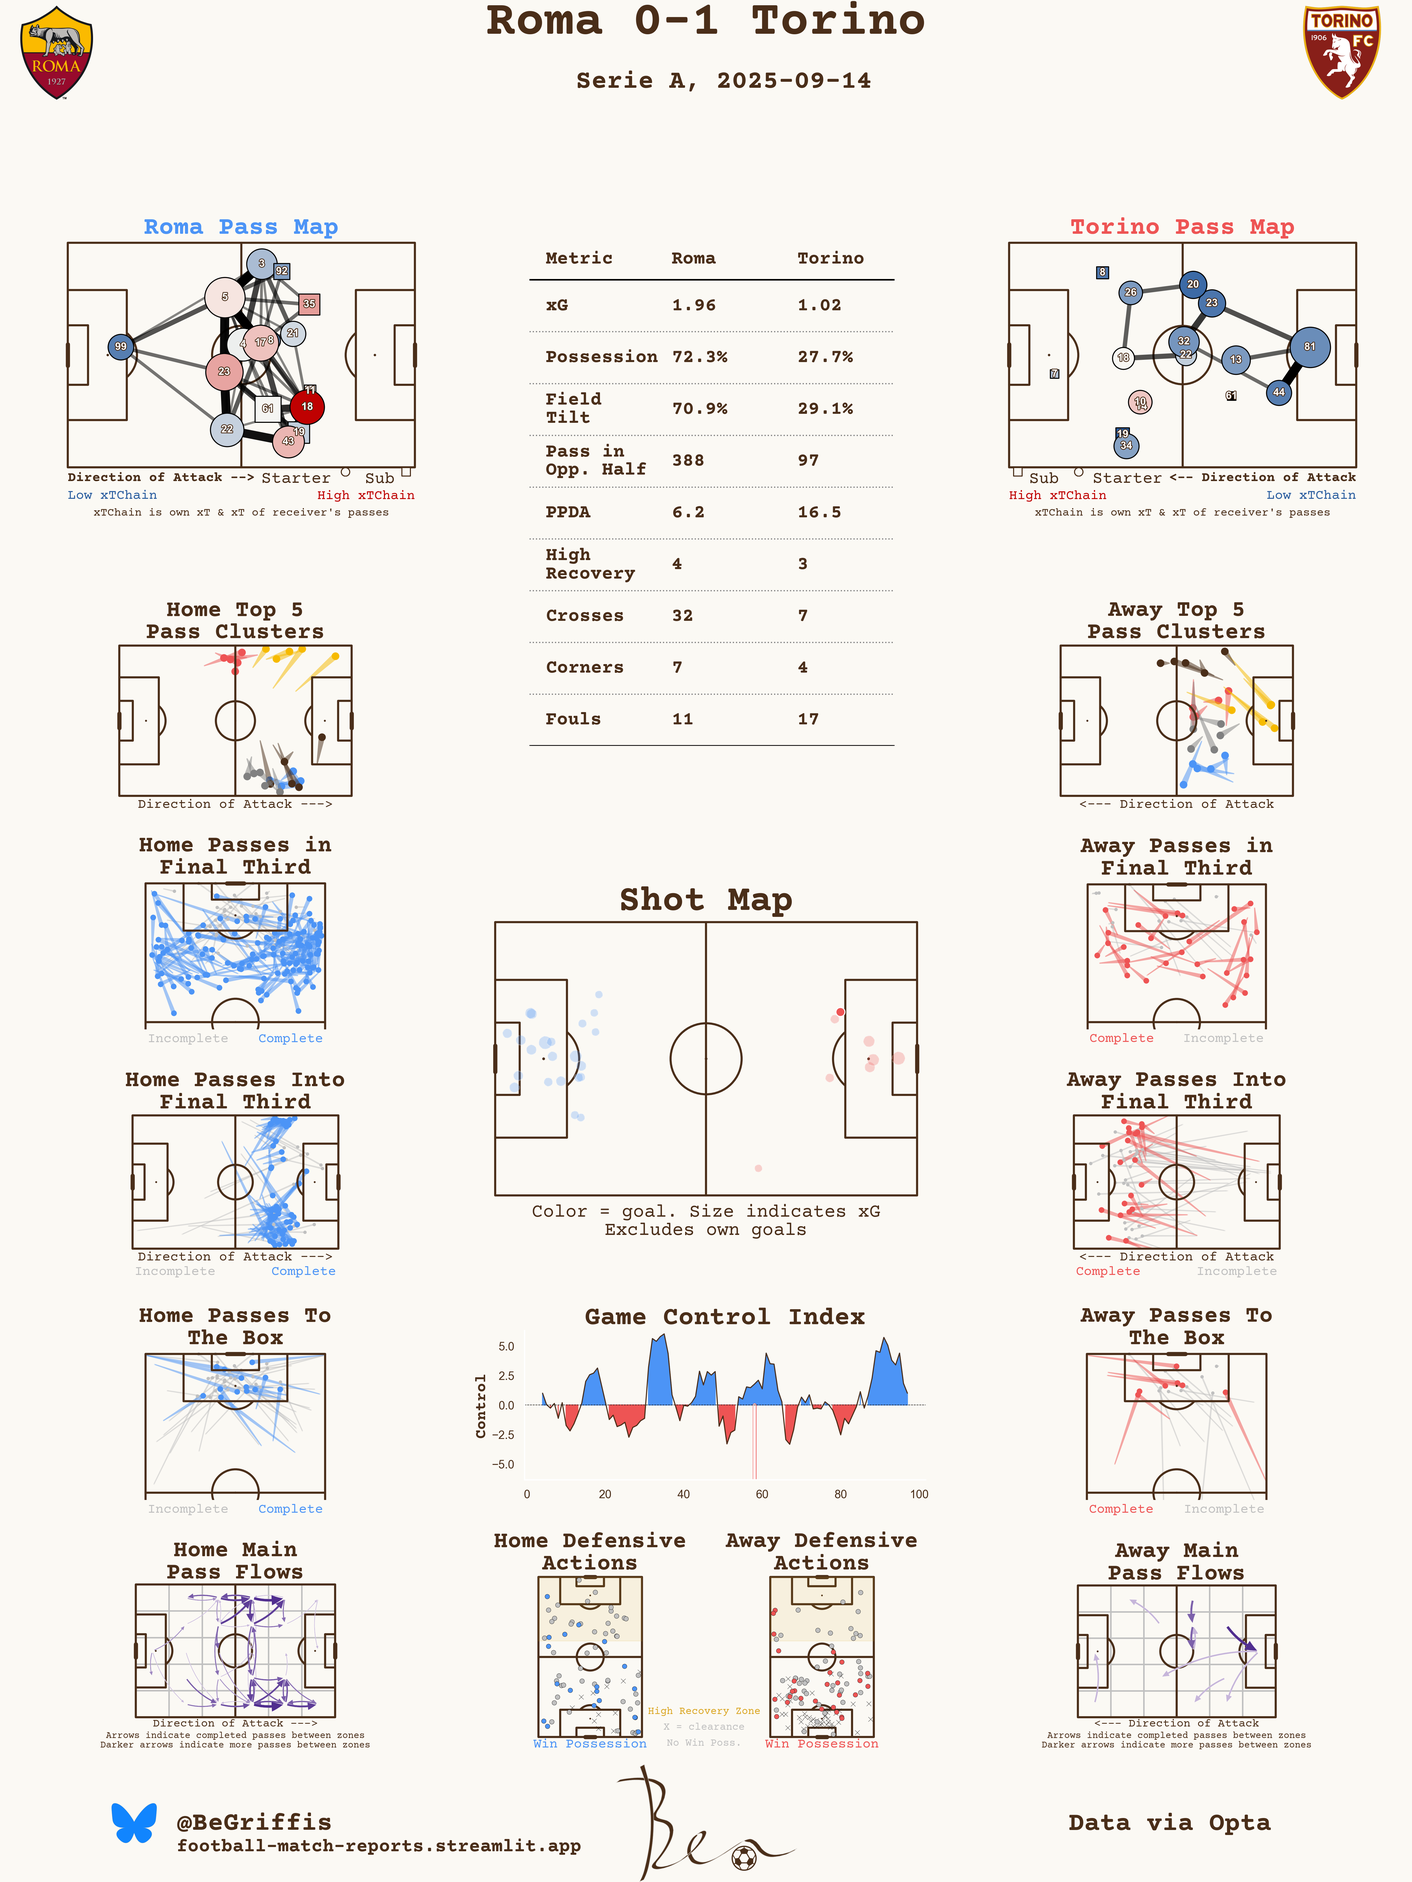 Roma 0-1 Torino
Serie A, 2025-09-14
ROMA
1927
TORINO
1906
FC
Roma Pass Map
3
92
5
35
21
4
17
8
99
23
11
18
61
19
22
43
Direction of Attack --> Starter Sub
Low xTChain High xTChain
xTChain is own xT & xT of receiver's passes
Metric Roma Torino
xG 1.96 1.02
Possession 72.3% 27.7%
Field
Tilt 70.9% 29.1%
Pass in
Opp. Half 388 97
PPDA 6.2 16.5
High
Recovery 4 3
Crosses 32 7
Corners 7 4
Fouls 11 17
Torino Pass Map
8
26
20
23
32
22
18
81
13
7
44
61
10
14
19
34
Sub Starter <-- Direction of Attack
High xTChain Low xTChain
xTChain is own xT & xT of receiver's passes
Home Top 5
Pass Clusters
Direction of Attack --->
Away Top 5
Pass Clusters
<--- Direction of Attack
Home Passes in
Final Third
Incomplete Complete
Away Passes in
Final Third
Complete Incomplete
Shot Map
Color = goal. Size indicates xG
Excludes own goals
Home Passes Into
Final Third
Direction of Attack --->
Incomplete Complete
Away Passes Into
Final Third
<--- Direction of Attack
Complete Incomplete
Home Passes To
The Box
Incomplete Complete
Game Control Index
Control
5.0
2.5
0.0
−2.5
−5.0
0 20 40 60 80 100
Away Passes To
The Box
Complete Incomplete
Home Main
Pass Flows
Direction of Attack --->
Arrows indicate completed passes between zones
Darker arrows indicate more passes between zones
Home Defensive
Actions
Win Possession
Away Defensive
Actions
Win Possession
High Recovery Zone
X = clearance
No Win Poss.
Away Main
Pass Flows
<--- Direction of Attack
Arrows indicate completed passes between zones
Darker arrows indicate more passes between zones
@BeGriffis
football-match-reports.streamlit.app
Ben
Data via Opta